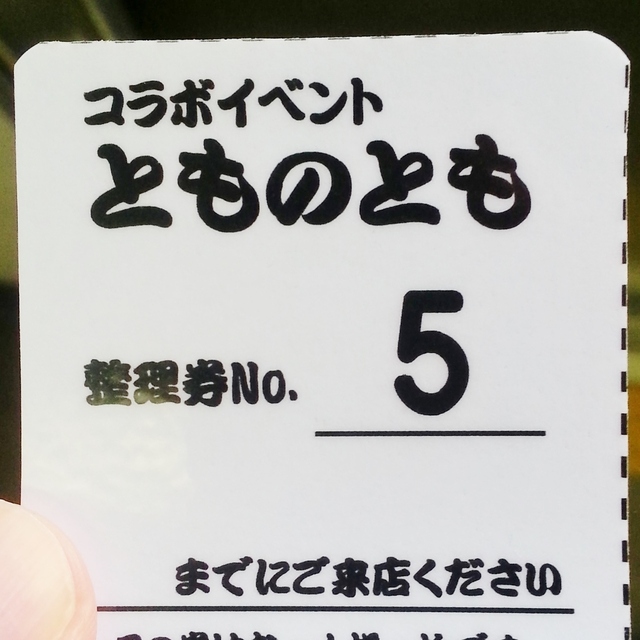 コラボイベント
とものとも
整理券No. 5
までにご来店ください